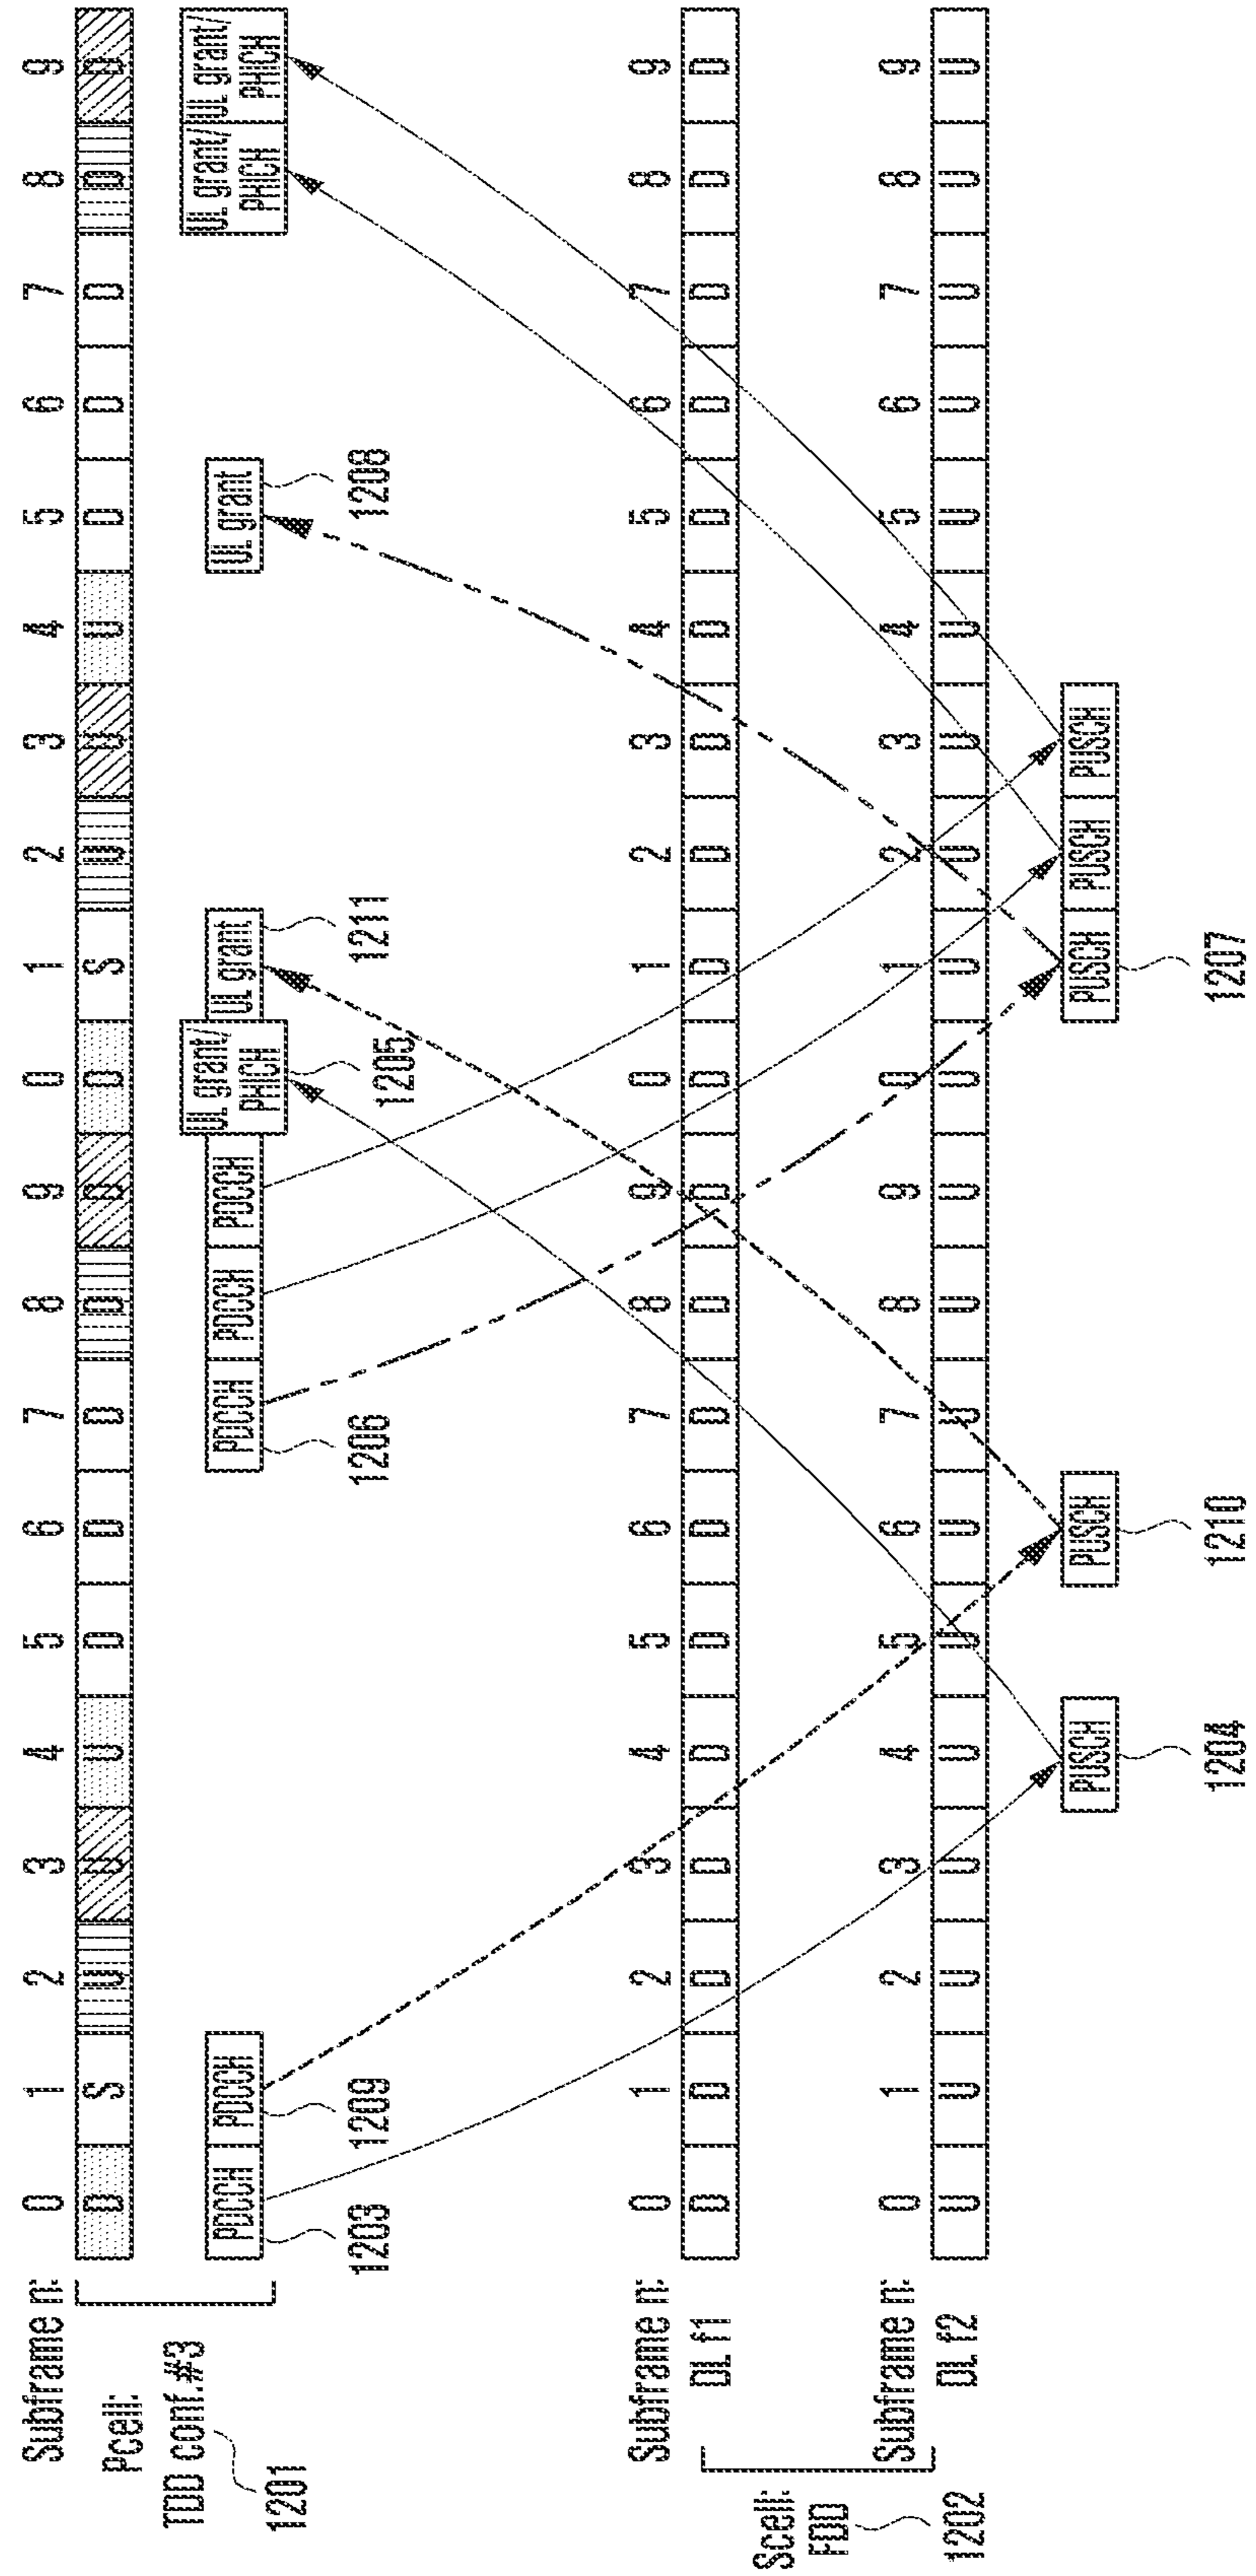 Subframe n: 0 1 2 3 4 5 6 7 8 9 0 1 2 3 4 5 6 7 8 9
Pcell:
TDD conf.#3
1201
D S U U U D D D D D D S U U U D D D D D
PDCCH PDCCH PDCCH PDCCH PDCCH UL grant/ PHICH UL grant UL grant UL grant/ PHICH UL grant/ PHICH
1203 1209 1206 1205 1211 1208
Subframe n: 0 1 2 3 4 5 6 7 8 9 0 1 2 3 4 5 6 7 8 9
DL f1 D D D D D D D D D D D D D D D D D D D D
Scell:
FDD
1202
Subframe n: 0 1 2 3 4 5 6 7 8 9 0 1 2 3 4 5 6 7 8 9
DL f2 U U U U U U U U U U U U U U U U U U U U
PUSCH PUSCH PUSCH PUSCH PUSCH
1204 1210 1207